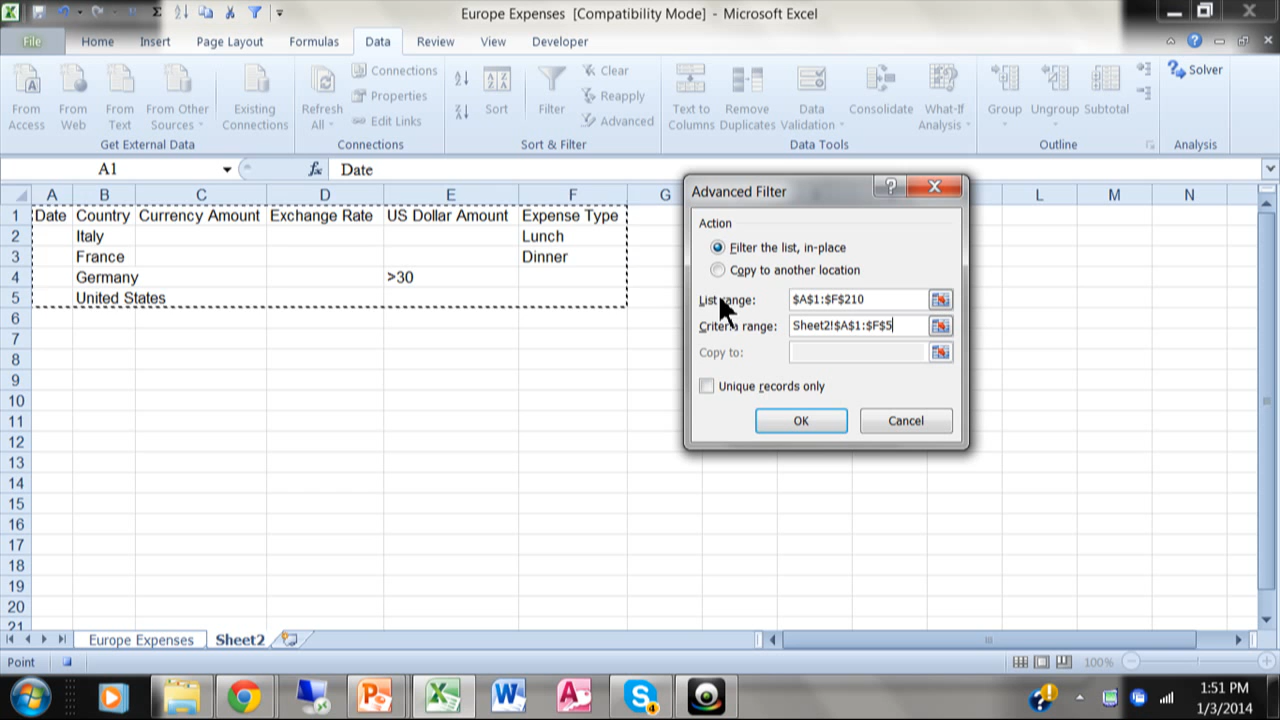 Europe Expenses [Compatibility Mode] - Microsoft Excel
File Home Insert Page Layout Formulas Data Review View Developer
From Access
From Web
From Text
From Other Sources
Existing Connections
Get External Data
Refresh All
Connections
Properties
Edit Links
Connections
Sort
Filter
Clear
Reapply
Advanced
Sort & Filter
Text to Columns
Remove Duplicates
Data Validation
Consolidate
What-If Analysis
Data Tools
Group
Ungroup
Subtotal
Outline
Solver
Analysis
A1 fx Date
A B C D E F G L M N
1 Date Country Currency Amount Exchange Rate US Dollar Amount Expense Type
2 Italy Lunch
3 France Dinner
4 Germany >30
5 United States
6
7
8
9
10
11
12
13
14
15
16
17
18
19
20
21
Advanced Filter
Action
Filter the list, in-place
Copy to another location
List range: $A$1:$F$210
Criteria range: Sheet2!$A$1:$F$5
Copy to:
Unique records only
OK Cancel
Europe Expenses Sheet2
Point 100%
1:51 PM
1/3/2014